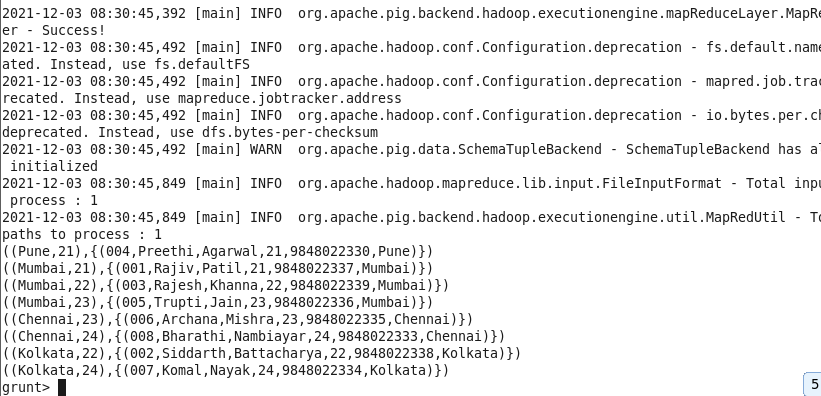 2021-12-03 08:30:45,392 [main] INFO  org.apache.pig.backend.hadoop.executionengine.mapReduceLayer.MapRe
er - Success!
2021-12-03 08:30:45,492 [main] INFO  org.apache.hadoop.conf.Configuration.deprecation - fs.default.name
ated. Instead, use fs.defaultFS
2021-12-03 08:30:45,492 [main] INFO  org.apache.hadoop.conf.Configuration.deprecation - mapred.job.trac
recated. Instead, use mapreduce.jobtracker.address
2021-12-03 08:30:45,492 [main] INFO  org.apache.hadoop.conf.Configuration.deprecation - io.bytes.per.ch
deprecated. Instead, use dfs.bytes-per-checksum
2021-12-03 08:30:45,492 [main] WARN  org.apache.pig.data.SchemaTupleBackend - SchemaTupleBackend has al
 initialized
2021-12-03 08:30:45,849 [main] INFO  org.apache.hadoop.mapreduce.lib.input.FileInputFormat - Total inpu
 process : 1
2021-12-03 08:30:45,849 [main] INFO  org.apache.pig.backend.hadoop.executionengine.util.MapRedUtil - To
paths to process : 1
((Pune,21),{(004,Preethi,Agarwal,21,9848022330,Pune)})
((Mumbai,21),{(001,Rajiv,Patil,21,9848022337,Mumbai)})
((Mumbai,22),{(003,Rajesh,Khanna,22,9848022339,Mumbai)})
((Mumbai,23),{(005,Trupti,Jain,23,9848022336,Mumbai)})
((Chennai,23),{(006,Archana,Mishra,23,9848022335,Chennai)})
((Chennai,24),{(008,Bharathi,Nambiayar,24,9848022333,Chennai)})
((Kolkata,22),{(002,Siddarth,Battacharya,22,9848022338,Kolkata)})
((Kolkata,24),{(007,Komal,Nayak,24,9848022334,Kolkata)})
grunt>
5